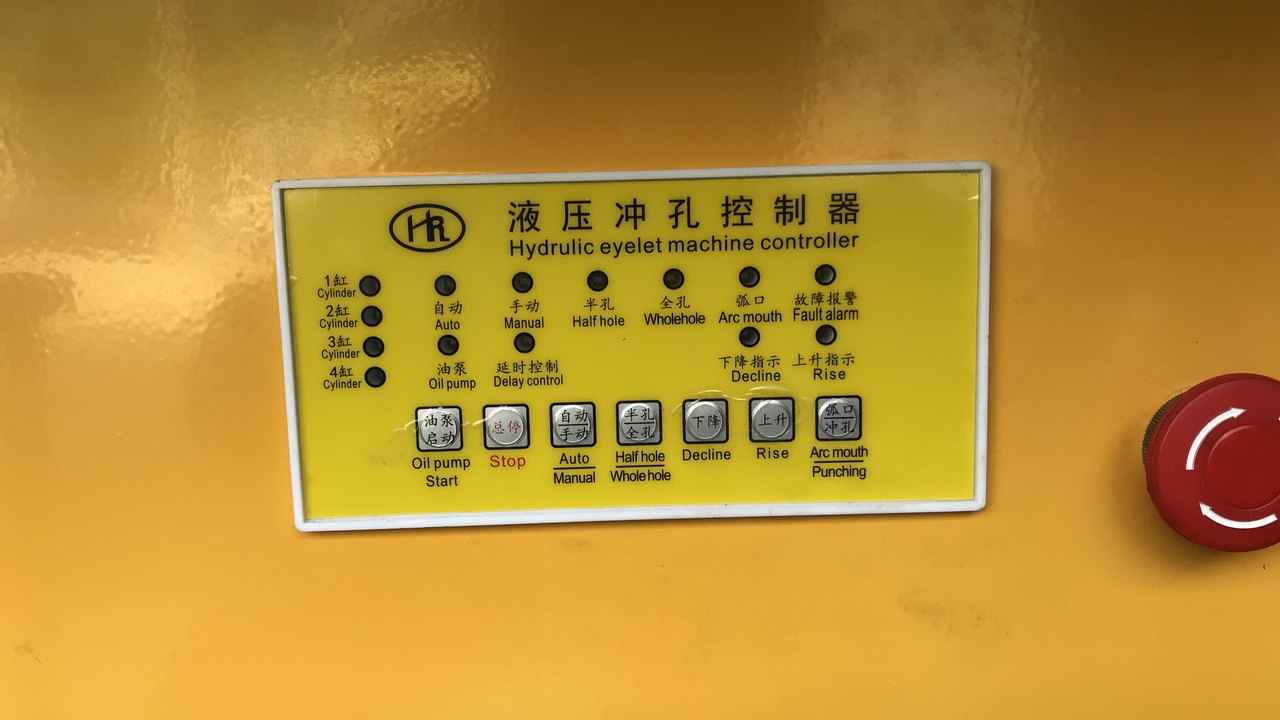 HR
液压冲孔控制器
Hydrulic eyelet machine controller
1缸
Cylinder
2缸
Cylinder
3缸
Cylinder
4缸
Cylinder
自动
Auto
手动
Manual
半孔
Half hole
全孔
Wholehole
弧口
Arc mouth
故障报警
Fault alarm
油泵
Oil pump
延时控制
Delay control
下降指示
Decline
上升指示
Rise
油泵
启动
Oil pump
Start
总停
Stop
自动
手动
Auto
Manual
半孔
全孔
Half hole
Whole hole
下降
Decline
上升
Rise
弧口
冲孔
Arc mouth
Punching